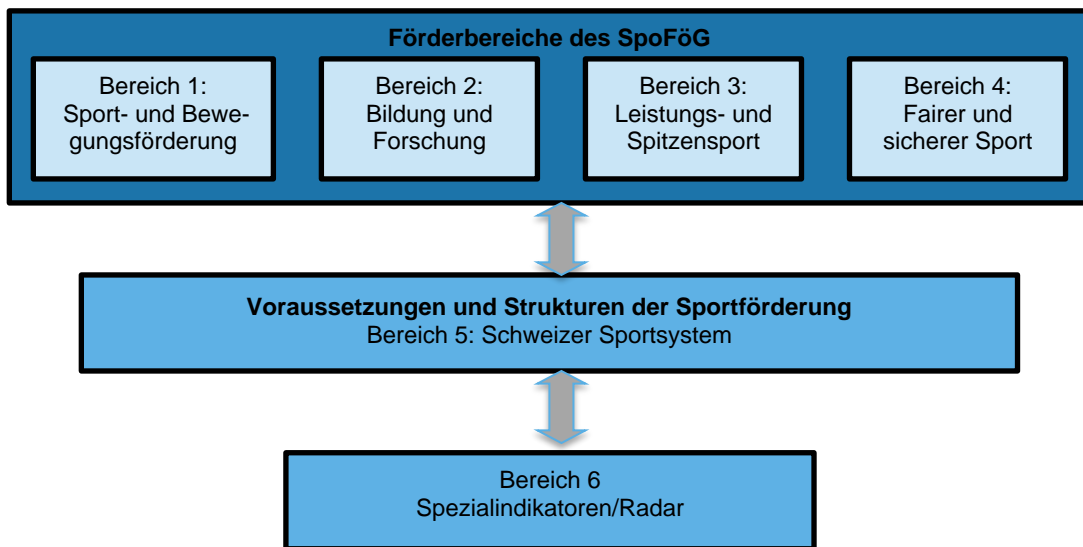 Förderbereiche des SpoFöG
Bereich 1:
Sport- und Bewe-
gungsförderung
Bereich 2:
Bildung und
Forschung
Bereich 3:
Leistungs- und
Spitzensport
Bereich 4:
Fairer und
sicherer Sport
Voraussetzungen und Strukturen der Sportförderung
Bereich 5: Schweizer Sportsystem
Bereich 6
Spezialindikatoren/Radar